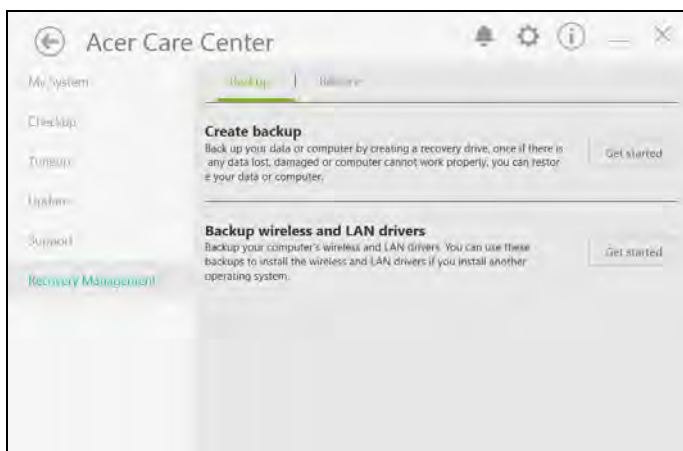 Acer Care Center
My System
Checkup
Tuneup
Update
Support
Recovery Management
Backup | Restore
Create backup
Back up your data or computer by creating a recovery drive, once if there is
any data lost, damaged or computer cannot work properly, you can restor
e your data or computer.
Get started
Backup wireless and LAN drivers
Backup your computer's wireless and LAN drivers. You can use these
backups to install the wireless and LAN drivers if you install another
operating system.
Get started